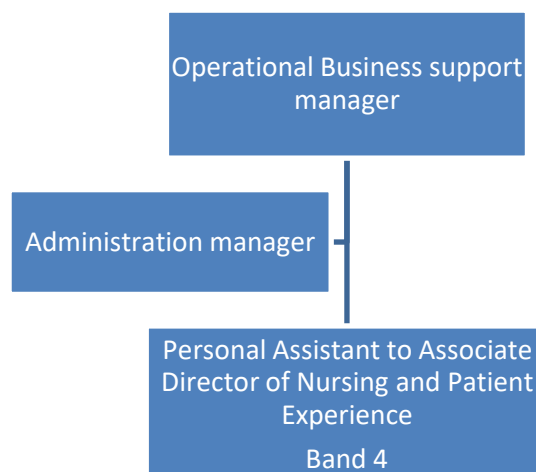 Operational Business support
manager
Administration manager
Personal Assistant to Associate
Director of Nursing and Patient
Experience
Band 4